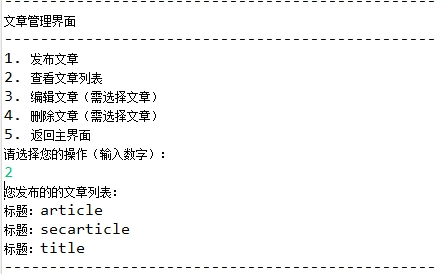 ----------------------------------------------
文章管理界面
----------------------------------------------
1. 发布文章
2. 查看文章列表
3. 编辑文章（需选择文章）
4. 删除文章（需选择文章）
5. 返回主界面
请选择您的操作（输入数字）：
2
您发布的的文章列表：
标题：article
标题：secarticle
标题：title
----------------------------------------------